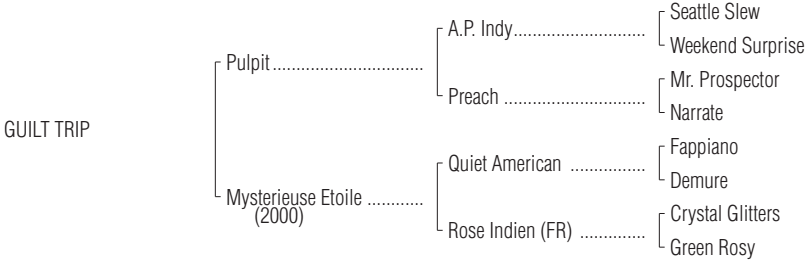 Seattle Slew
A.P. Indy..............................
Weekend Surprise
Pulpit..................................
Mr. Prospector
Preach ................................
Narrate
GUILT TRIP
Fappiano
Quiet American .................
Demure
Mysterieuse Etoile ............
(2000)
Crystal Glitters
Rose Indien (FR) ...............
Green Rosy